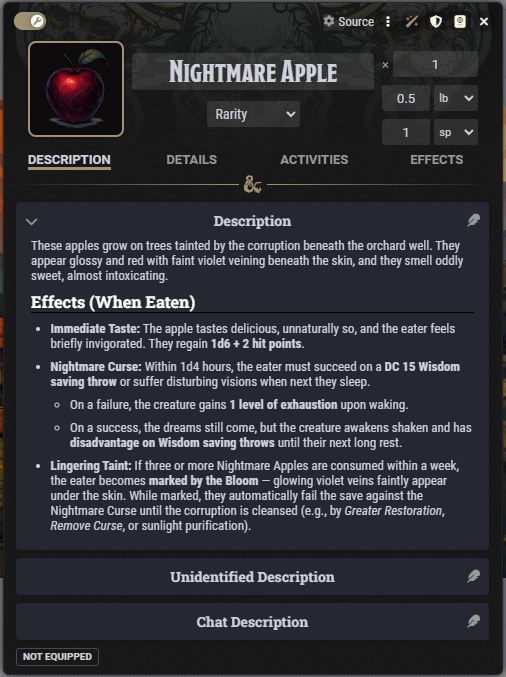 Source
NIGHTMARE APPLE
× 1
Rarity
0.5 lb
1 sp
DESCRIPTION DETAILS ACTIVITIES EFFECTS
&
Description
These apples grow on trees tainted by the corruption beneath the orchard well. They
appear glossy and red with faint violet veining beneath the skin, and they smell oddly
sweet, almost intoxicating.
Effects (When Eaten)
• Immediate Taste: The apple tastes delicious, unnaturally so, and the eater feels
briefly invigorated. They regain 1d6 + 2 hit points.
• Nightmare Curse: Within 1d4 hours, the eater must succeed on a DC 15 Wisdom
saving throw or suffer disturbing visions when next they sleep.
◦ On a failure, the creature gains 1 level of exhaustion upon waking.
◦ On a success, the dreams still come, but the creature awakens shaken and has
disadvantage on Wisdom saving throws until their next long rest.
• Lingering Taint: If three or more Nightmare Apples are consumed within a week,
the eater becomes marked by the Bloom — glowing violet veins faintly appear
under the skin. While marked, they automatically fail the save against the
Nightmare Curse until the corruption is cleansed (e.g., by Greater Restoration,
Remove Curse, or sunlight purification).
Unidentified Description
Chat Description
NOT EQUIPPED